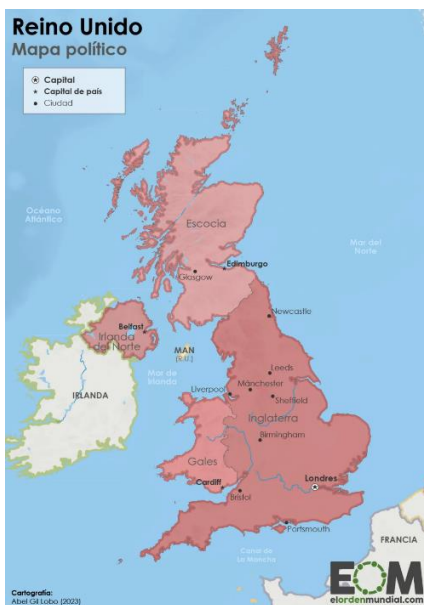 Reino Unido
Mapa político
Capital
Capital de país
Ciudad
Océano
Atlántico
Mar del
Norte
Escocia
Edimburgo
Glasgow
Newcastle
Belfast
Irlanda
del Norte
MAN
(R.U.)
Mar de
Irlanda
IRLANDA
Leeds
Liverpool
Mánchester
Sheffield
Inglaterra
Birmingham
Gales
Cardiff
Bristol
Londres
Portsmouth
Canal de
La Mancha
FRANCIA
EOM
elordenmundial.com
Cartografía:
Abel Gil Lobo (2023)